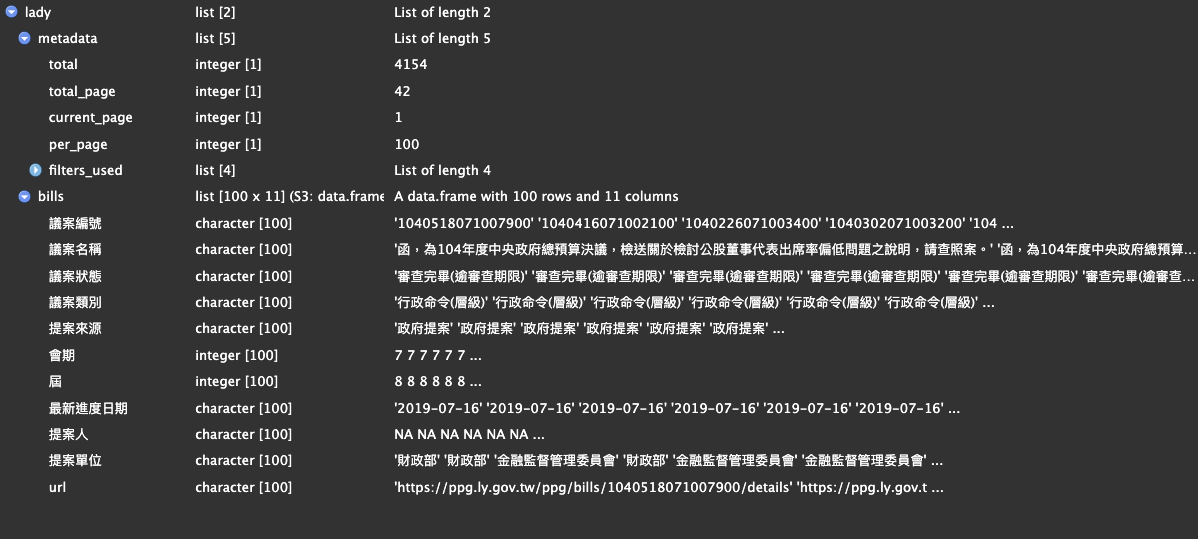 lady list [2] List of length 2
metadata list [5] List of length 5
total integer [1] 4154
total_page integer [1] 42
current_page integer [1] 1
per_page integer [1] 100
filters_used list [4] List of length 4
bills list [100 x 11] (S3: data.frame A data.frame with 100 rows and 11 columns
議案編號 character [100] '1040518071007900' '1040416071002100' '1040226071003400' '1040302071003200' '104 ...
議案名稱 character [100] '函，為104年度中央政府總預算決議，檢送關於檢討公股董事代表出席率偏低問題之說明，請查照案。' '函，為104年度中央政府總預算...
議案狀態 character [100] '審查完畢(逾審查期限)' '審查完畢(逾審查期限)' '審查完畢(逾審查期限)' '審查完畢(逾審查期限)' '審查完畢(逾審查期限)' '審查完畢(逾審查...
議案類別 character [100] '行政命令(層級)' '行政命令(層級)' '行政命令(層級)' '行政命令(層級)' '行政命令(層級)' '行政命令(層級)' ...
提案來源 character [100] '政府提案' '政府提案' '政府提案' '政府提案' '政府提案' '政府提案' ...
會期 integer [100] 7 7 7 7 7 7 ...
屆 integer [100] 8 8 8 8 8 8 ...
最新進度日期 character [100] '2019-07-16' '2019-07-16' '2019-07-16' '2019-07-16' '2019-07-16' '2019-07-16' ...
提案人 character [100] NA NA NA NA NA NA ...
提案單位 character [100] '財政部' '財政部' '金融監督管理委員會' '財政部' '金融監督管理委員會' '金融監督管理委員會' ...
url character [100] 'https://ppg.ly.gov.tw/ppg/bills/1040518071007900/details' 'https://ppg.ly.gov.t ...